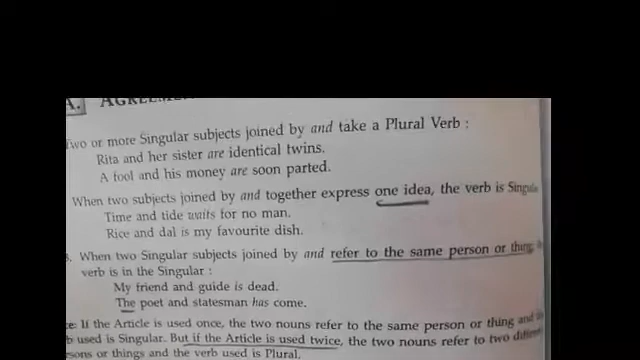 A. AGREEMENT
Two or more Singular subjects joined by and take a Plural Verb :
Rita and her sister are identical twins.
A fool and his money are soon parted.
When two subjects joined by and together express one idea, the verb is Singula
Time and tide waits for no man.
Rice and dal is my favourite dish.
3. When two Singular subjects joined by and refer to the same person or thing
verb is in the Singular :
My friend and guide is dead.
The poet and statesman has come.
te: If the Article is used once, the two nouns refer to the same person or thing and
b used is Singular. But if the Article is used twice, the two nouns refer to two differe
rsons or things and the verb used is Plural.